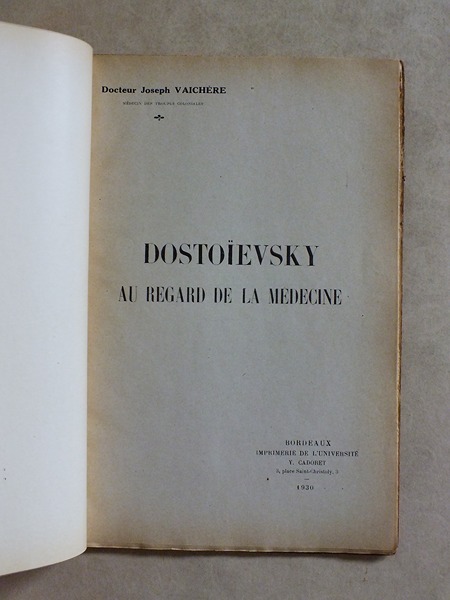 Docteur Joseph VAICHÈRE
MÉDECIN DES TROUPES COLONIALES
DOSTOÏEVSKY
AU REGARD DE LA MEDECINE
BORDEAUX
IMPRIMERIE DE L'UNIVERSITÉ
Y. CADORET
3, place Saint-Christoly, 3
1930